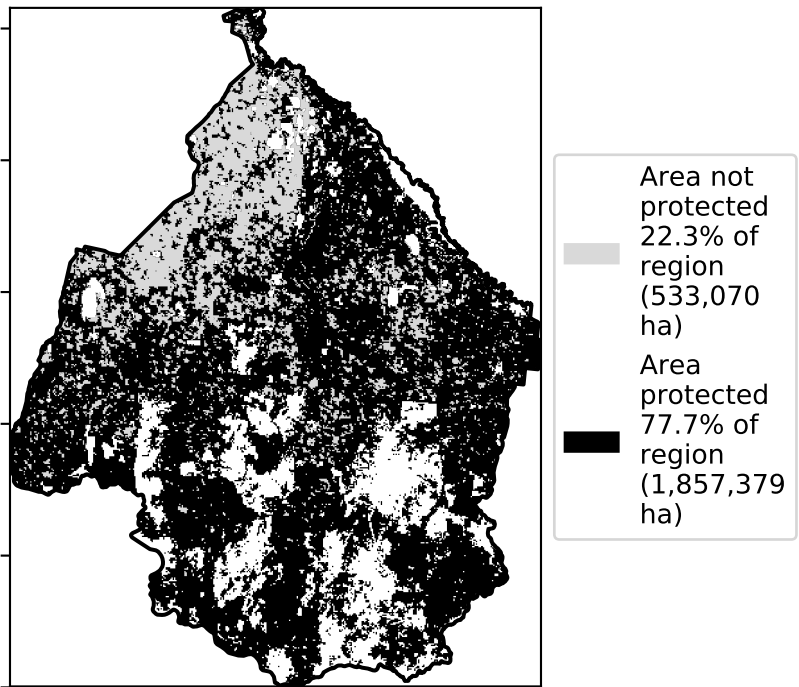 Area not
protected
22.3% of
region
(533,070
ha)
Area
protected
77.7% of
region
(1,857,379
ha)